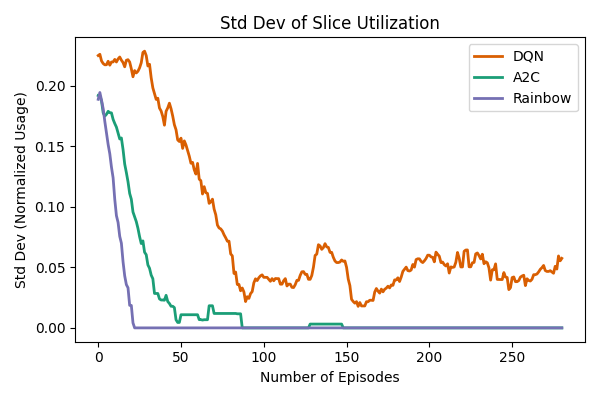 Std Dev of Slice Utilization
Std Dev (Normalized Usage)
0.20
0.15
0.10
0.05
0.00
DQN
A2C
Rainbow
0 50 100 150 200 250
Number of Episodes